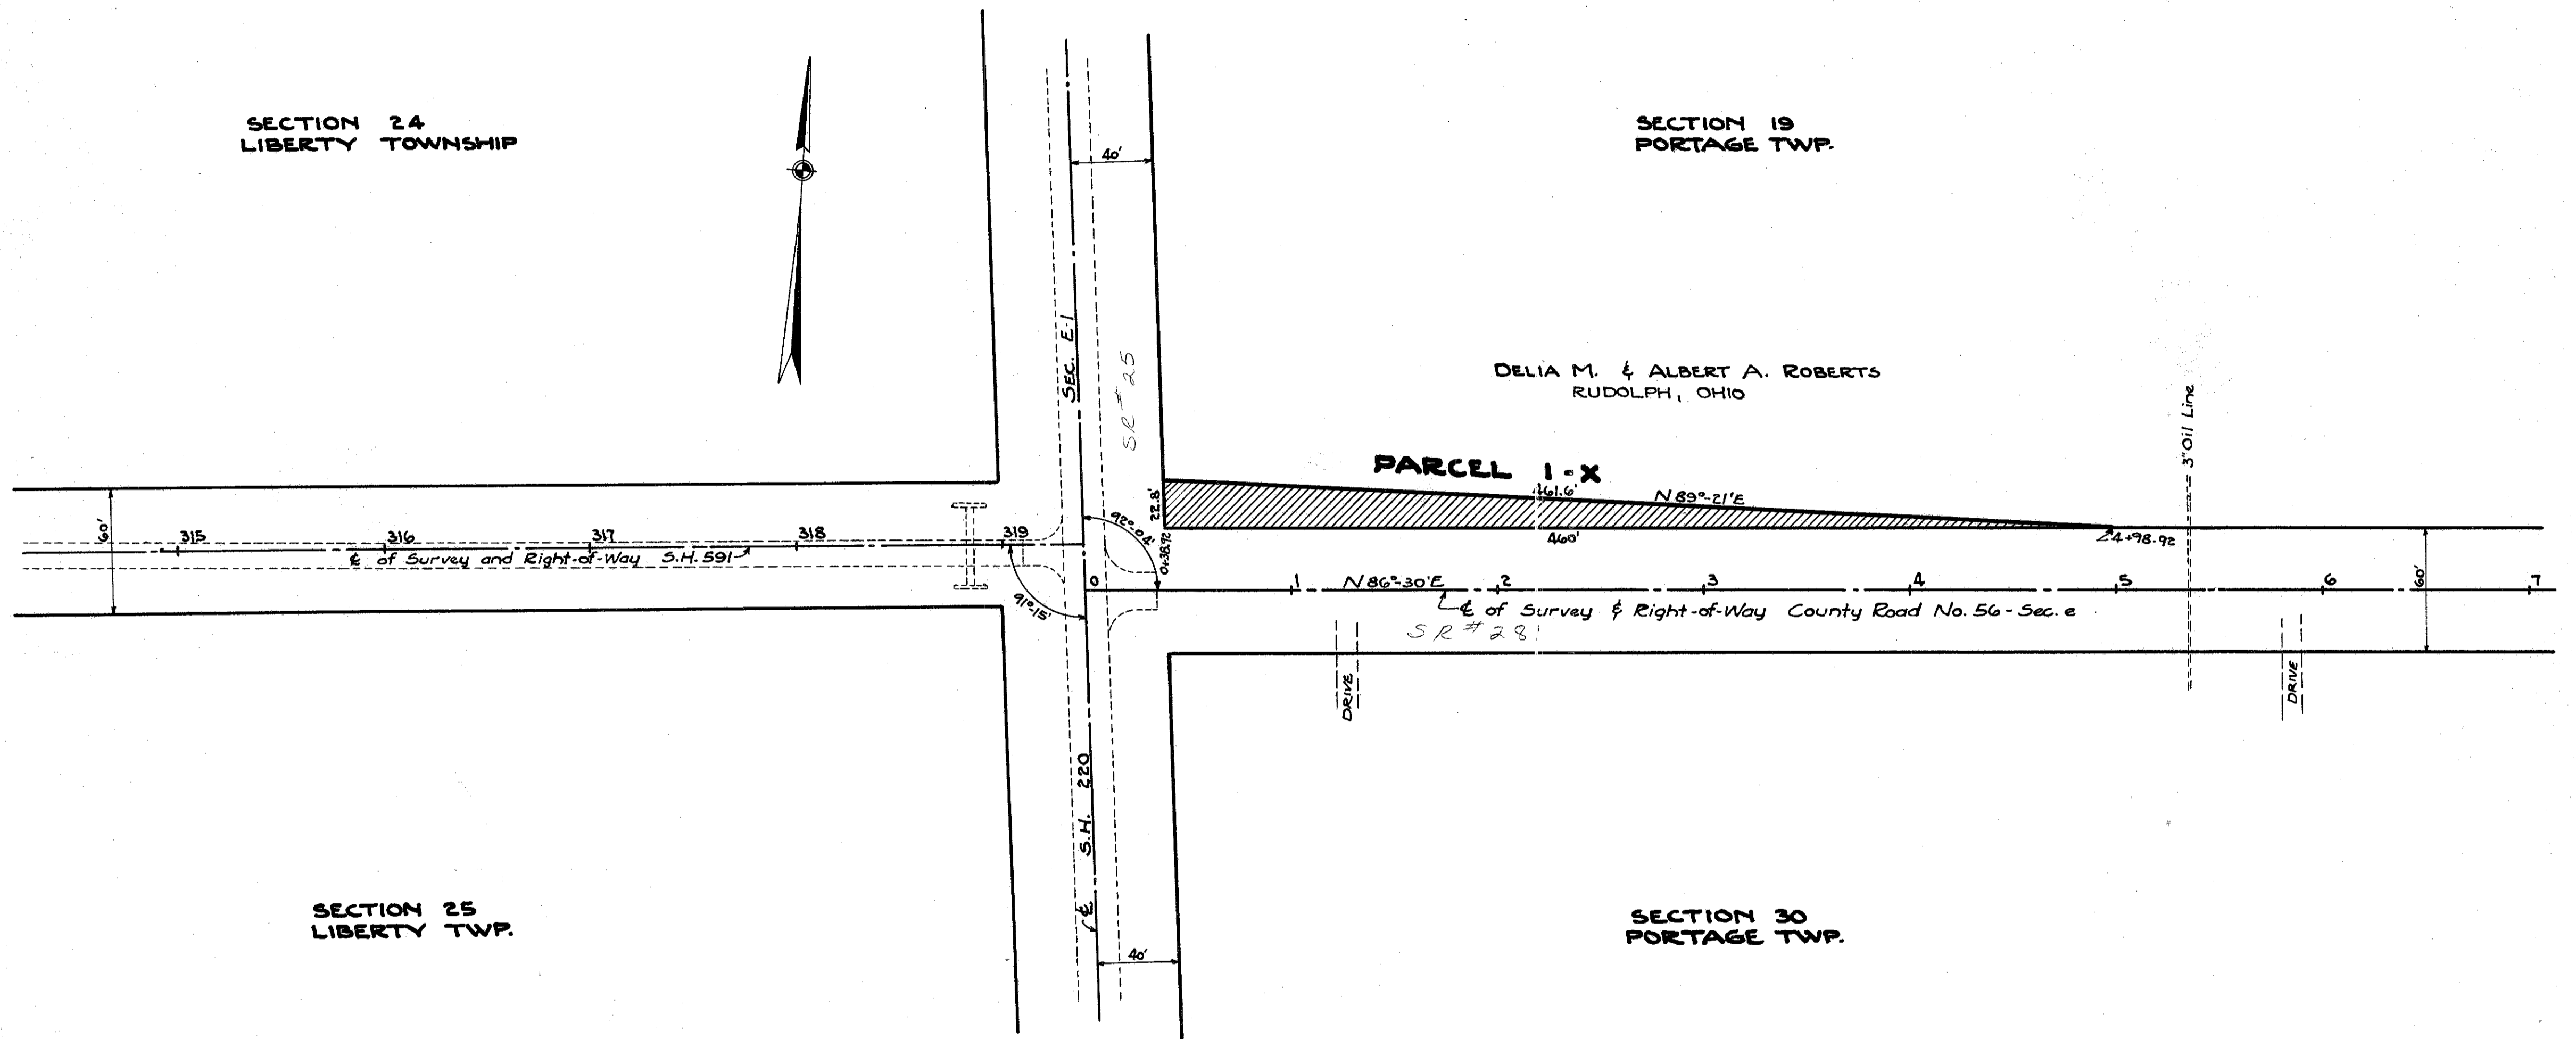 SECTION 24
LIBERTY TOWNSHIP
SECTION 19
PORTAGE TWP.
40'
SEC. E-1
SR #25
DELIA M. & ALBERT A. ROBERTS
RUDOLPH, OHIO
3" Oil Line
PARCEL 1-X
461.6'
N 89°-21'E
22.8'
460'
4+98.92
0+38.92
92°-04'
60'
315
316
317
318
319
℄ of Survey and Right-of-Way S.H. 591
91°-15'
0
1
N 86°-30'E
2
3
4
5
6
7
60'
℄ of Survey & Right-of-Way County Road No. 56 - Sec. e
SR #281
DRIVE
DRIVE
℄ S.H. 220
40'
SECTION 25
LIBERTY TWP.
SECTION 30
PORTAGE TWP.